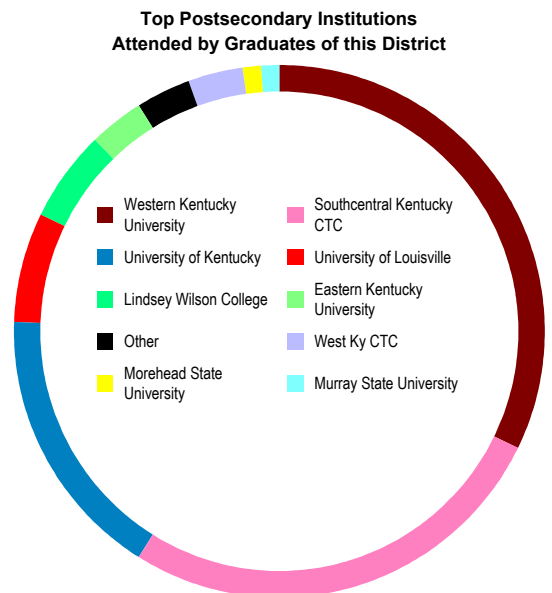 Top Postsecondary Institutions
Attended by Graduates of this District
Western Kentucky
University
Southcentral Kentucky
CTC
University of Kentucky
University of Louisville
Lindsey Wilson College
Eastern Kentucky
University
Other
West Ky CTC
Morehead State
University
Murray State University